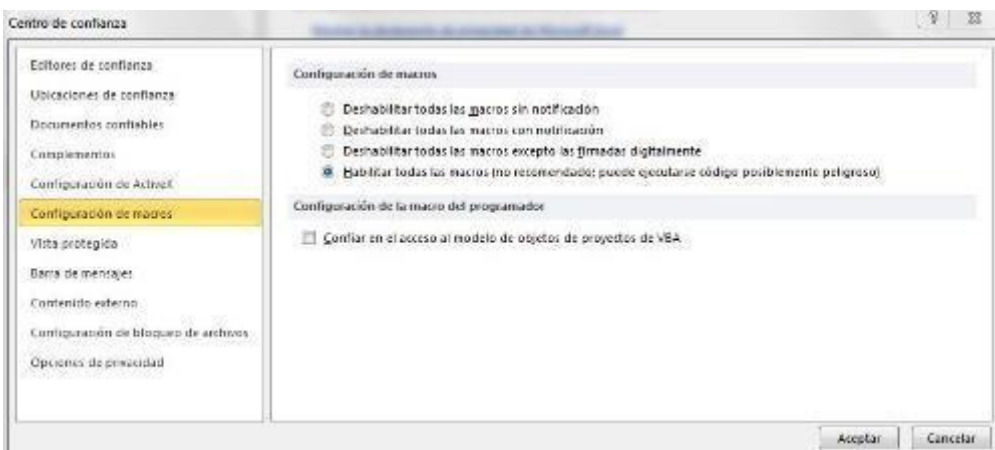 Centro de confianza
Editores de confianza
Ubicaciones de confianza
Documentos confiables
Complementos
Configuración de ActiveX
Configuración de macros
Vista protegida
Barra de mensajes
Contenido externo
Configuración de bloqueo de archivos
Opciones de privacidad
Configuración de macros
Deshabilitar todas las macros sin notificación
Deshabilitar todas las macros con notificación
Deshabilitar todas las macros excepto las firmadas digitalmente
Habilitar todas las macros (no recomendado; puede ejecutarse código posiblemente peligroso)
Configuración de la macro del programador
Confiar en el acceso al modelo de objetos de proyectos de VBA
Aceptar
Cancelar